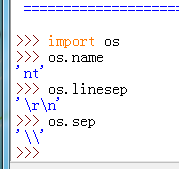 ======================
>>> import os
>>> os.name
'nt'
>>> os.linesep
'\r\n'
>>> os.sep
'\\'
>>>